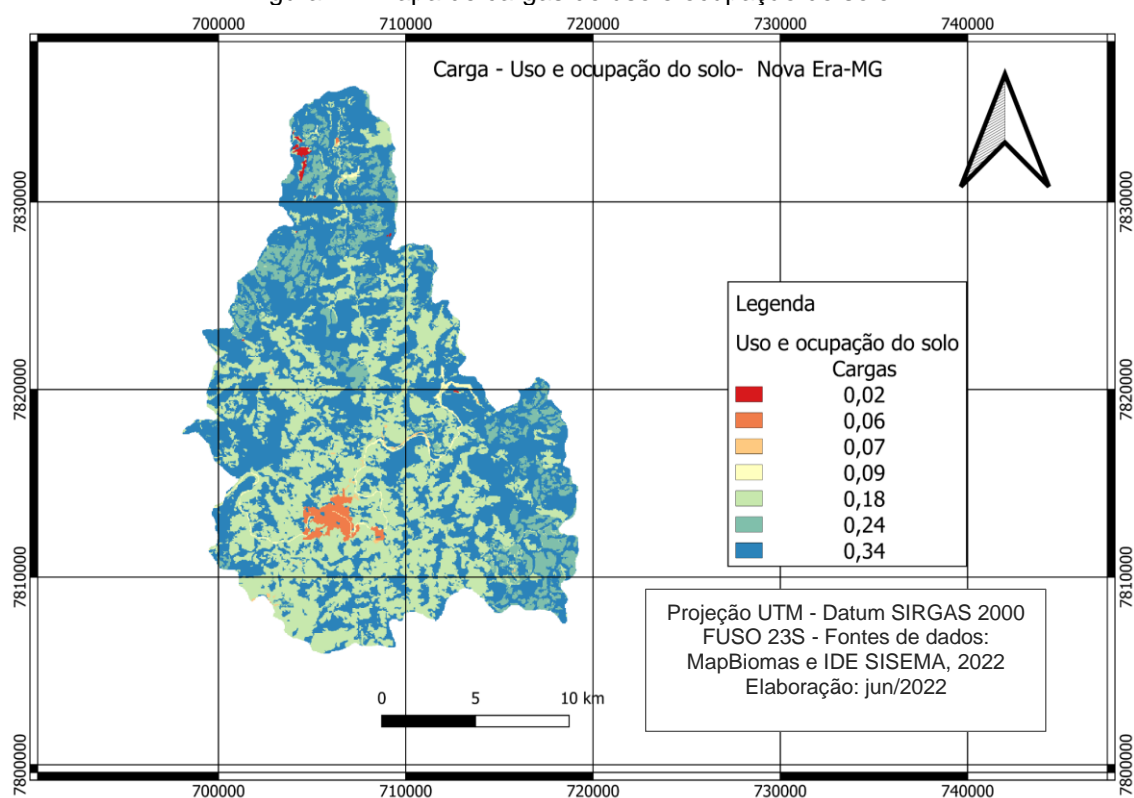 700000 710000 720000 730000 740000
Carga - Uso e ocupação do solo- Nova Era-MG
7830000 7830000
Legenda
Uso e ocupação do solo
Cargas
0,02
0,06
0,07
0,09
0,18
0,24
0,34
7820000 7820000
7810000 7810000
Projeção UTM - Datum SIRGAS 2000
FUSO 23S - Fontes de dados:
MapBiomas e IDE SISEMA, 2022
Elaboração: jun/2022
0 5 10 km
7800000 7800000
700000 710000 720000 730000 740000